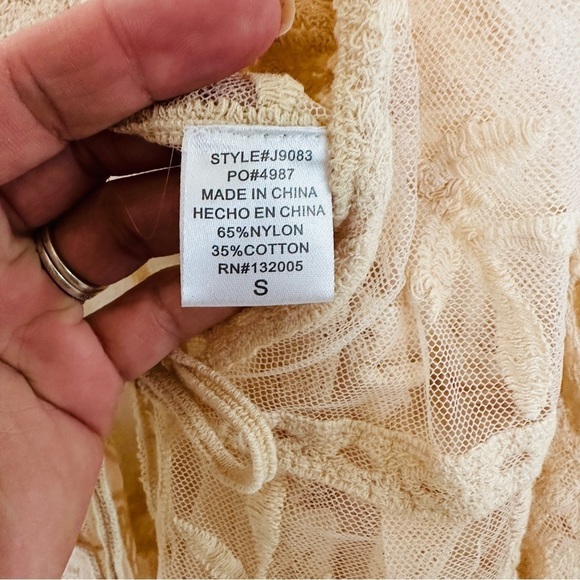 STYLE#J9083
PO#4987
MADE IN CHINA
HECHO EN CHINA
65%NYLON
35%COTTON
RN#132005
S